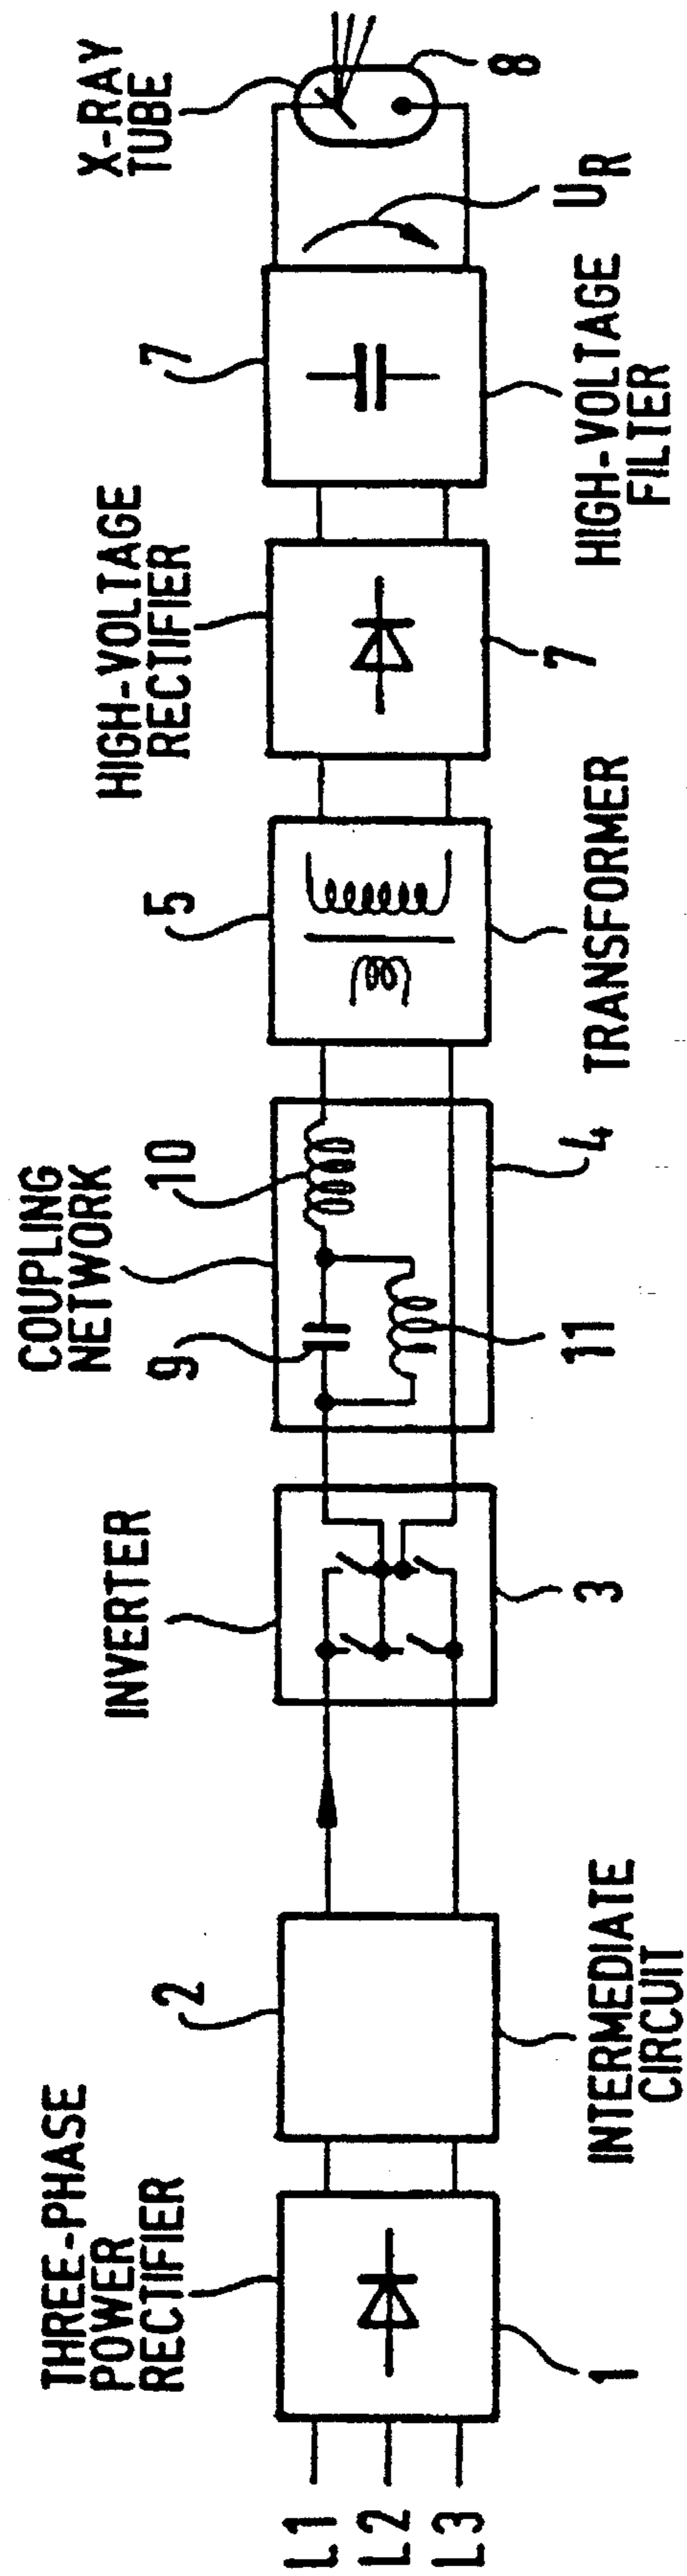 L1
L2
L3
THREE-PHASE
POWER
RECTIFIER
1
2
INTERMEDIATE
CIRCUIT
INVERTER
3
COUPLING
NETWORK
9
10
11
4
5
TRANSFORMER
HIGH-VOLTAGE
RECTIFIER
7
7
HIGH-VOLTAGE
FILTER
UR
X-RAY
TUBE
8